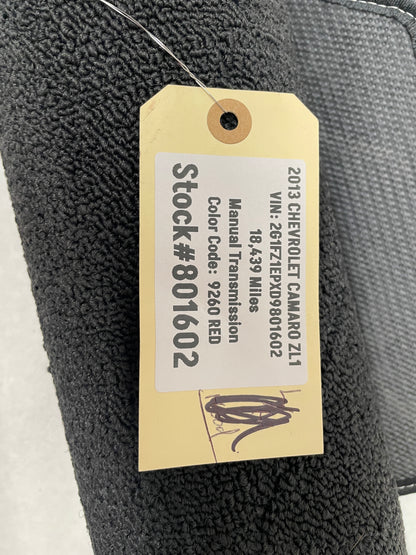 2013 CHEVROLET CAMARO ZL1
VIN: 2G1FZ1EPXD9801602
18,439 Miles
Manual Transmission
Color Code: 9260 RED
Stock#801602